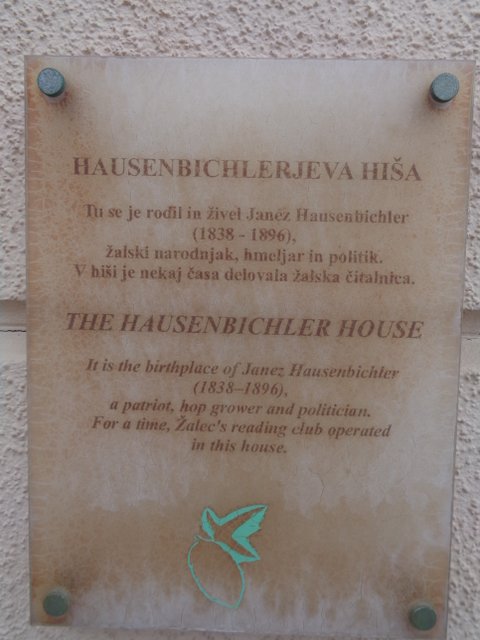 HAUSENBICHLERJEVA HIŠA
Tu se je rodil in živel Janez Hausenbichler
(1838 - 1896),
žalski narodnjak, hmeljar in politik.
V hiši je nekaj časa delovala žalska čitalnica.
THE HAUSENBICHLER HOUSE
It is the birthplace of Janez Hausenbichler
(1838–1896),
a patriot, hop grower and politician.
For a time, Žalec's reading club operated
in this house.